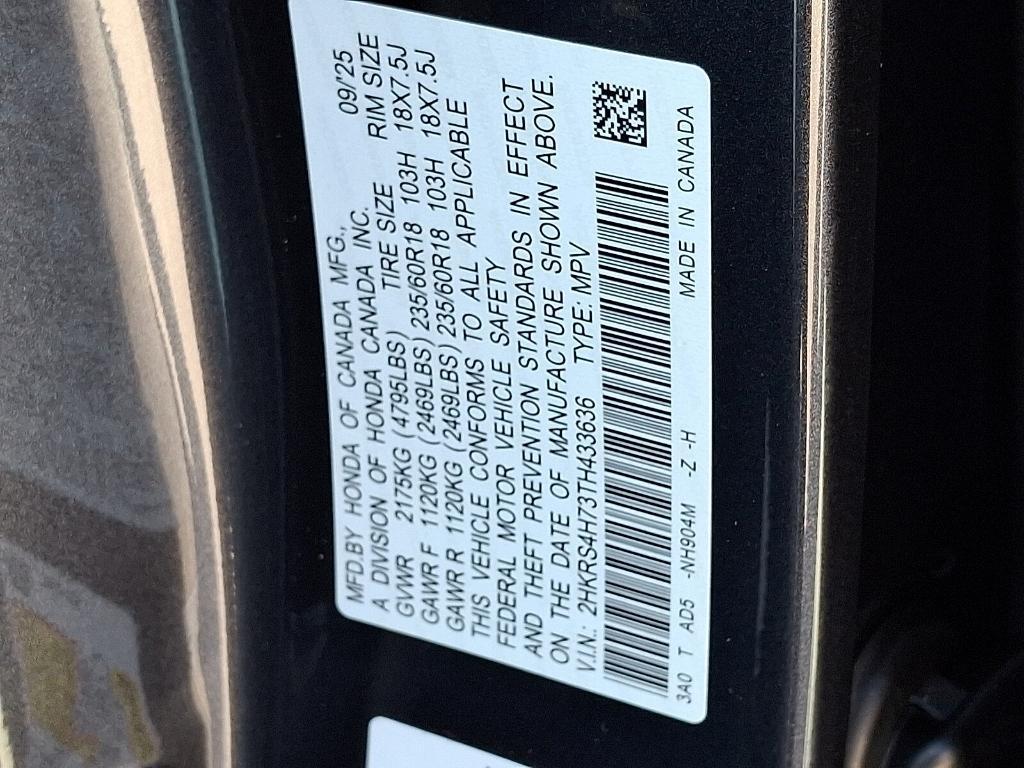 MFD.BY HONDA OF CANADA MFG., 09/'25
A DIVISION OF HONDA CANADA INC.
GVWR 2175KG (4795LBS) TIRE SIZE RIM SIZE
GAWR F 1120KG (2469LBS) 235/60R18 103H 18X7.5J
GAWR R 1120KG (2469LBS) 235/60R18 103H 18X7.5J
THIS VEHICLE CONFORMS TO ALL APPLICABLE
FEDERAL MOTOR VEHICLE SAFETY
AND THEFT PREVENTION STANDARDS IN EFFECT
ON THE DATE OF MANUFACTURE SHOWN ABOVE.
V.I.N.: 2HKRS4H73TH433636 TYPE: MPV
3A0 T AD5 -NH904M -Z -H MADE IN CANADA